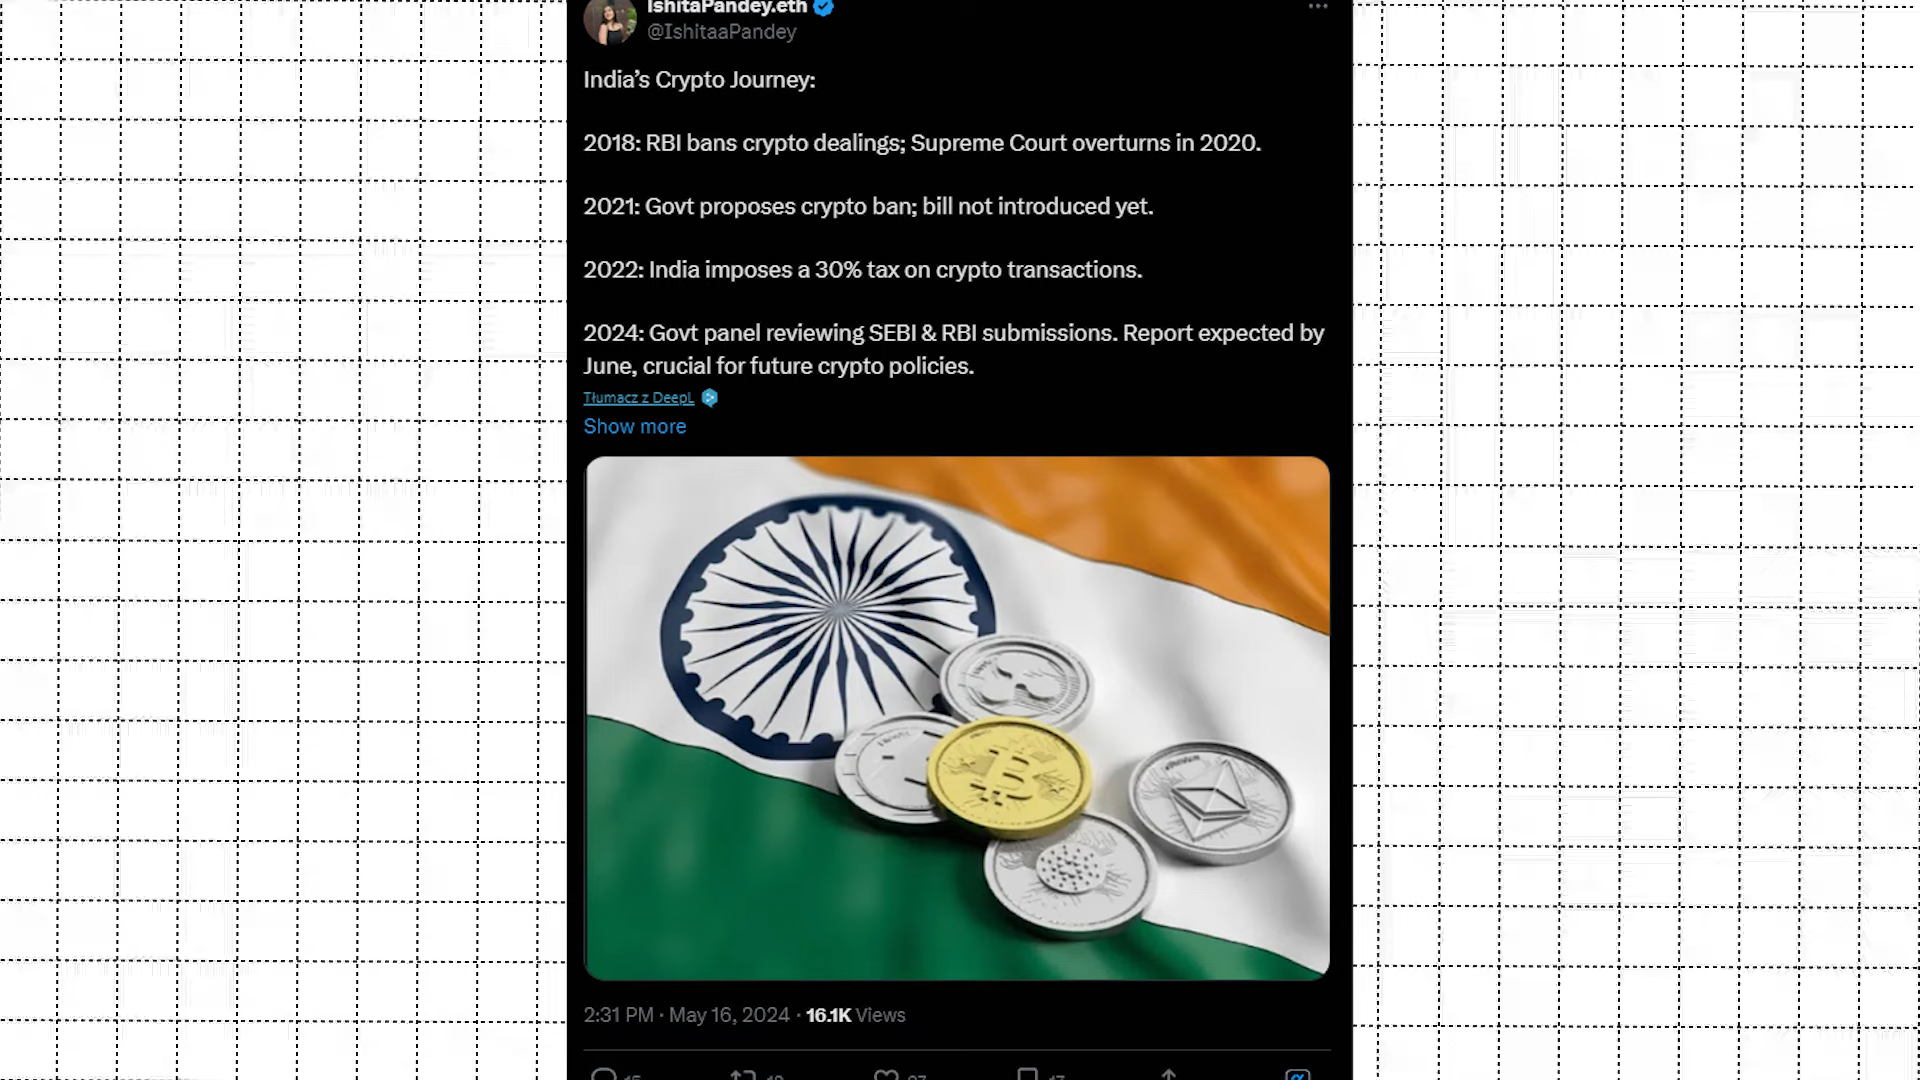 IshitaPandey.eth
@IshitaaPandey
India’s Crypto Journey:
2018: RBI bans crypto dealings; Supreme Court overturns in 2020.
2021: Govt proposes crypto ban; bill not introduced yet.
2022: India imposes a 30% tax on crypto transactions.
2024: Govt panel reviewing SEBI & RBI submissions. Report expected by
June, crucial for future crypto policies.
Tłumacz z DeepL
Show more
2:31 PM · May 16, 2024 · 16.1K Views